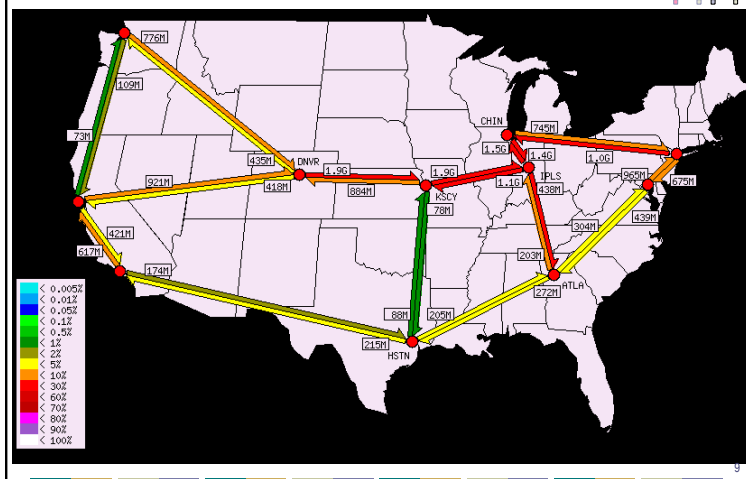 776M
109M
CHIN
745M
73M
1.5G
1.4G
1.0G
DNVR
435M
1.9G
1.9G
IPLS
965M
675M
921M
418M
884M
KSCY
1.1G
438M
78M
439M
304M
421M
617M
203M
174M
272M
ATLA
88M
205M
215M
HSTN
< 0.005%
< 0.01%
< 0.05%
< 0.1%
< 0.5%
< 1%
< 2%
< 5%
< 10%
< 30%
< 60%
< 70%
< 80%
< 90%
< 100%
9